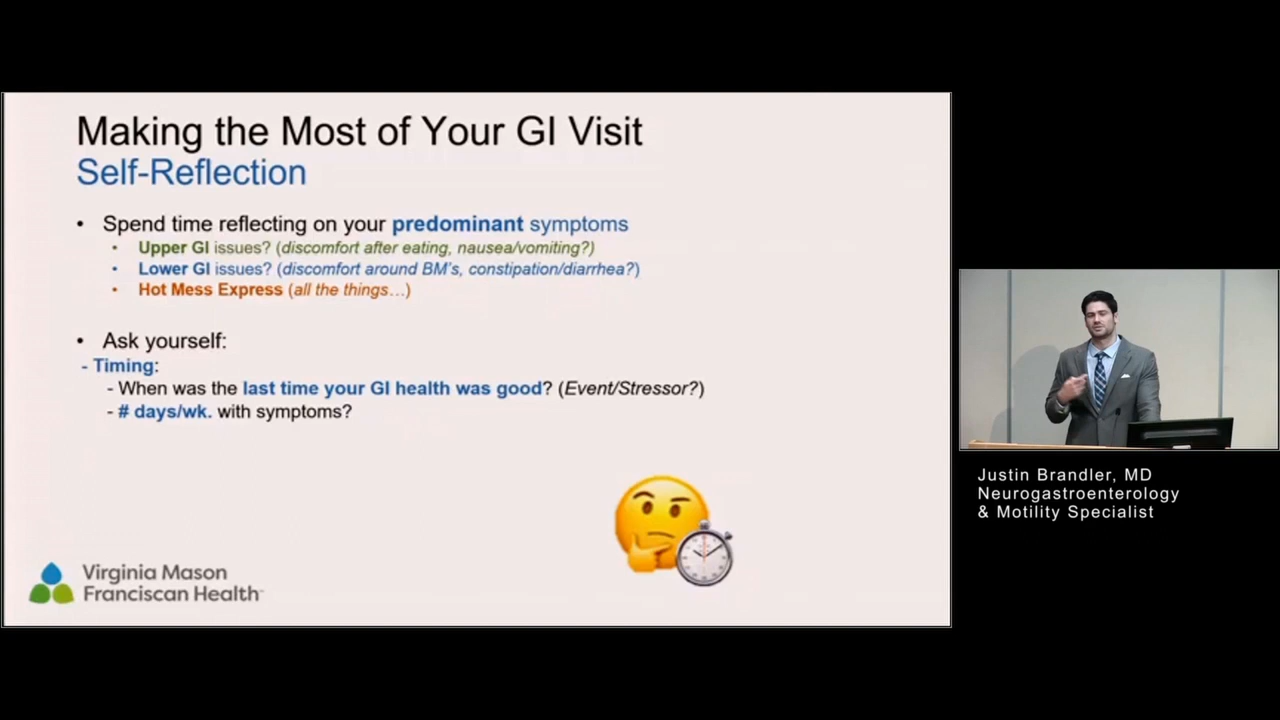 Making the Most of Your GI Visit
Self-Reflection
• Spend time reflecting on your predominant symptoms
• Upper GI issues? (discomfort after eating, nausea/vomiting?)
• Lower GI issues? (discomfort around BM's, constipation/diarrhea?)
• Hot Mess Express (all the things…)
• Ask yourself:
- Timing:
- When was the last time your GI health was good? (Event/Stressor?)
- # days/wk. with symptoms?
Virginia Mason
Franciscan Health
Justin Brandler, MD
Neurogastroenterology
& Motility Specialist